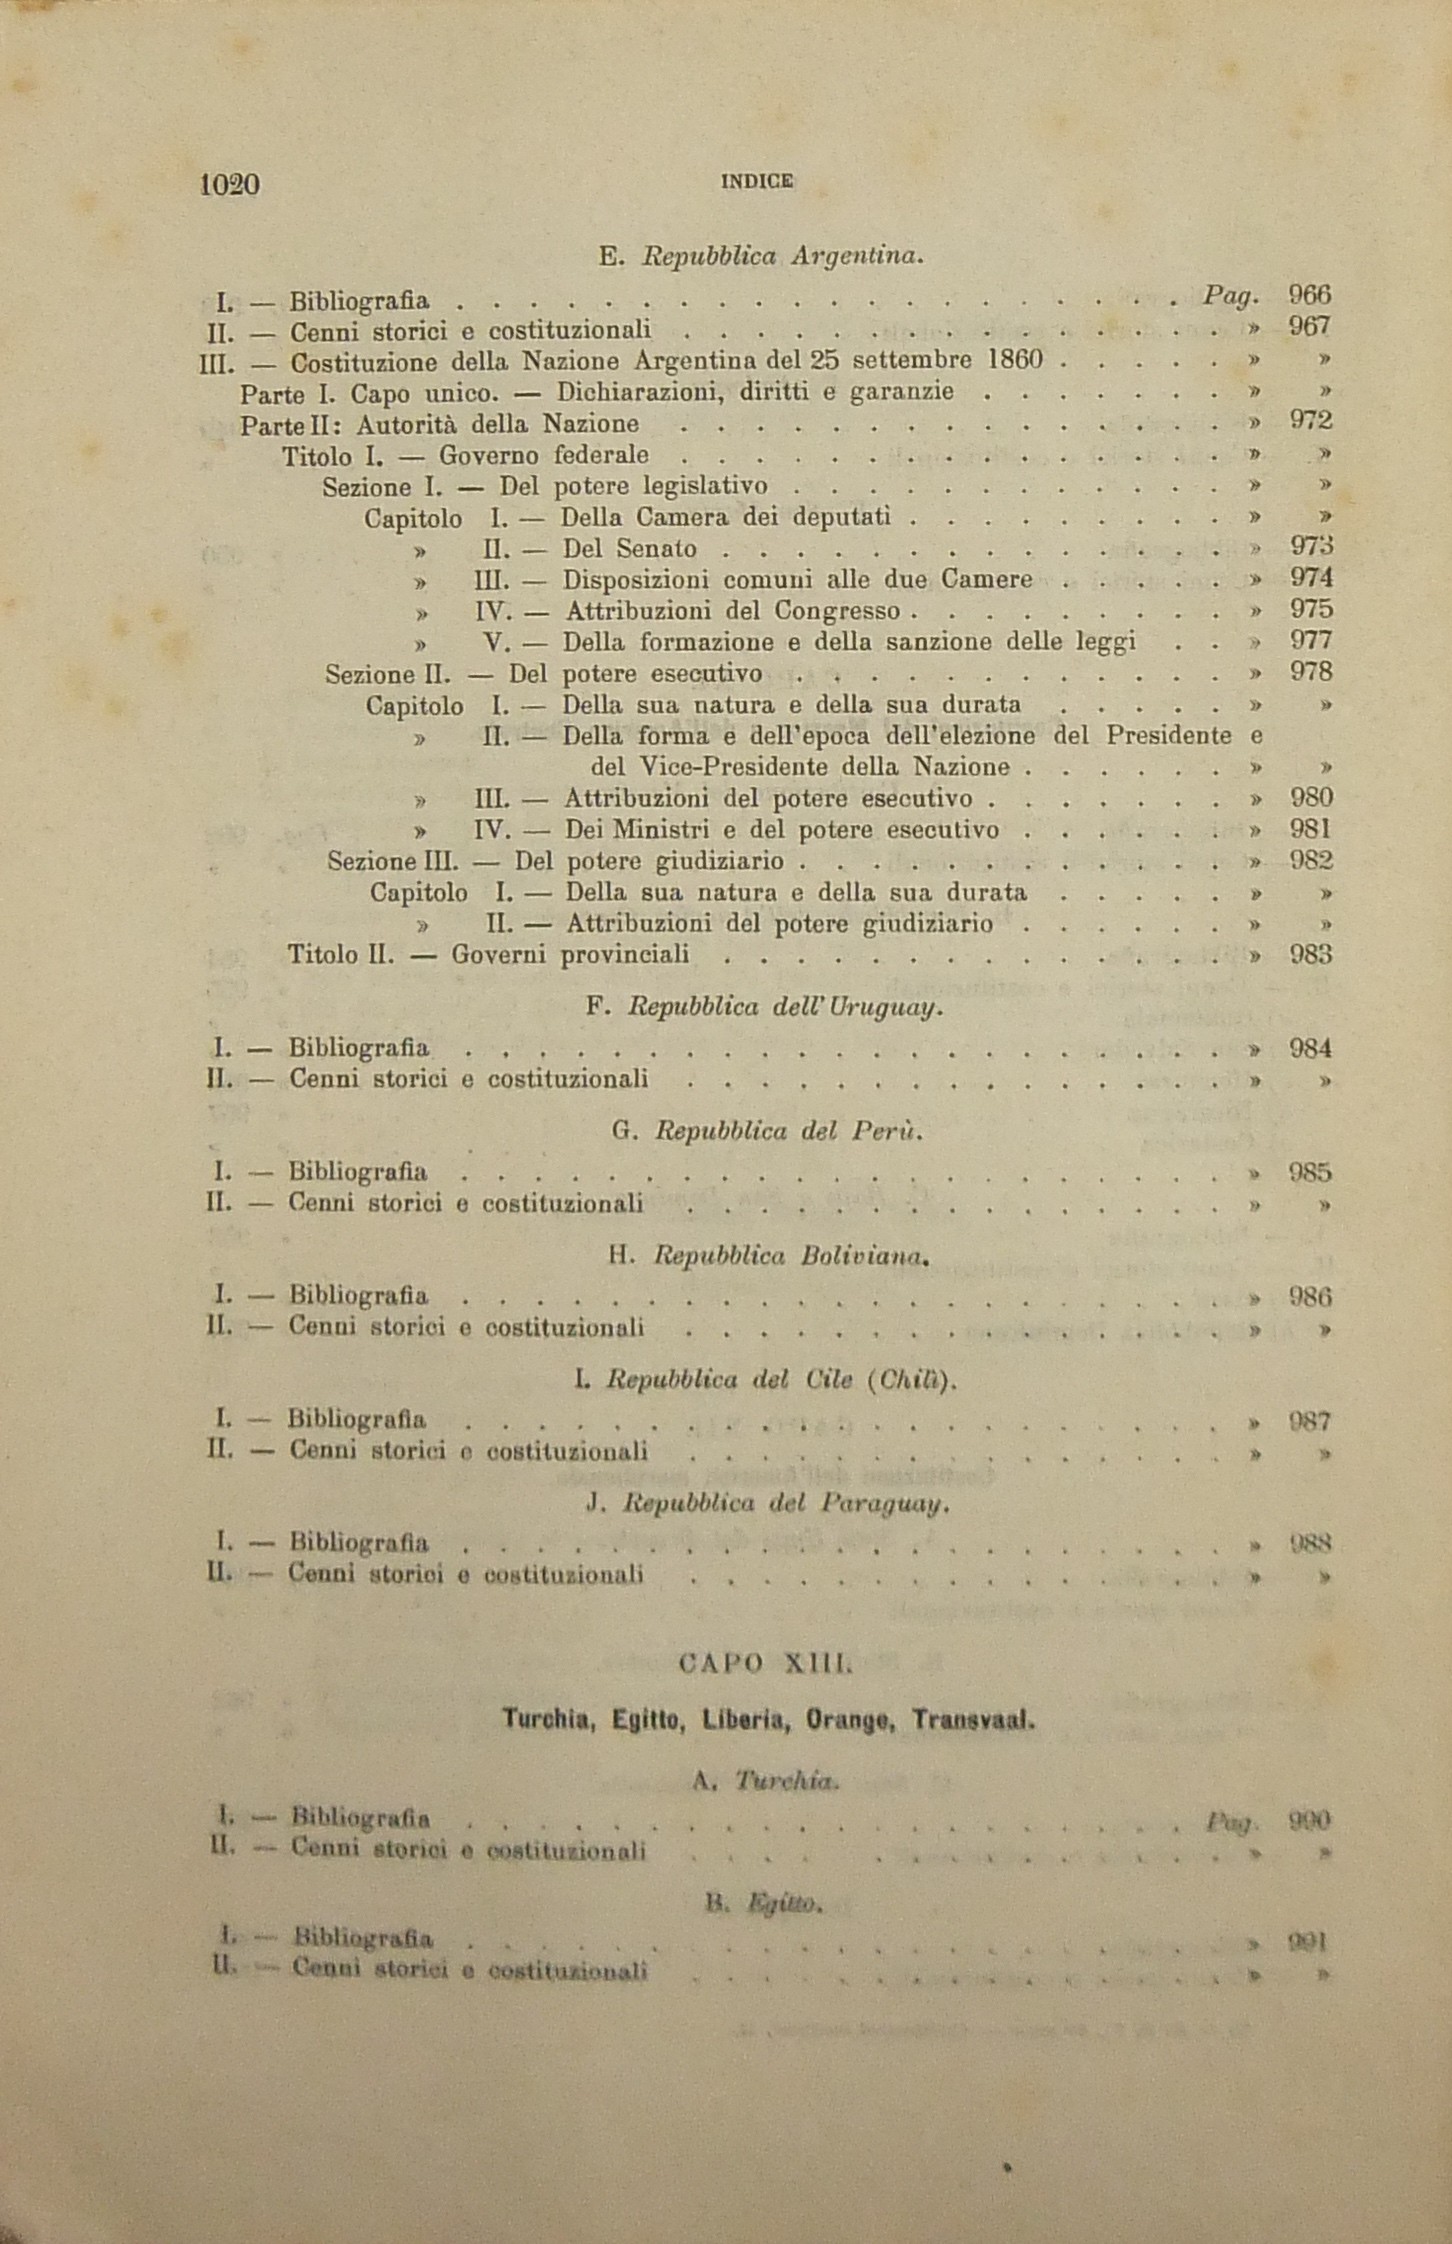 1020 INDICE
E. Repubblica Argentina.
I. — Bibliografia . . . . . . . . . . . . . . . . . . . . Pag. 966
II. — Cenni storici e costituzionali . . . . . . . . . . . . . . . » 967
III. — Costituzione della Nazione Argentina del 25 settembre 1860 . . . . . » »
Parte I. Capo unico. — Dichiarazioni, diritti e garanzie . . . . . . . » »
Parte II: Autorità della Nazione . . . . . . . . . . . . . . . » 972
Titolo I. — Governo federale . . . . . . . . . . . . . . . » »
Sezione I. — Del potere legislativo . . . . . . . . . . . . » »
Capitolo I. — Della Camera dei deputati . . . . . . . . . » »
» II. — Del Senato . . . . . . . . . . . . . . » 973
» III. — Disposizioni comuni alle due Camere . . . . . » 974
» IV. — Attribuzioni del Congresso . . . . . . . . . » 975
» V. — Della formazione e della sanzione delle leggi . . » 977
Sezione II. — Del potere esecutivo . . . . . . . . . . . . » 978
Capitolo I. — Della sua natura e della sua durata . . . . . » »
» II. — Della forma e dell'epoca dell'elezione del Presidente e
del Vice-Presidente della Nazione . . . . . . » »
» III. — Attribuzioni del potere esecutivo . . . . . . . » 980
» IV. — Dei Ministri e del potere esecutivo . . . . . . » 981
Sezione III. — Del potere giudiziario . . . . . . . . . . . . » 982
Capitolo I. — Della sua natura e della sua durata . . . . . » »
» II. — Attribuzioni del potere giudiziario . . . . . . » »
Titolo II. — Governi provinciali . . . . . . . . . . . . . . » 983
F. Repubblica dell'Uruguay.
I. — Bibliografia . . . . . . . . . . . . . . . . . . . . . » 984
II. — Cenni storici e costituzionali . . . . . . . . . . . . . . . » »
G. Repubblica del Perù.
I. — Bibliografia . . . . . . . . . . . . . . . . . . . . . » 985
II. — Cenni storici e costituzionali . . . . . . . . . . . . . . . » »
H. Repubblica Boliviana.
I. — Bibliografia . . . . . . . . . . . . . . . . . . . . . » 986
II. — Cenni storici e costituzionali . . . . . . . . . . . . . . . » »
I. Repubblica del Cile (Chilì).
I. — Bibliografia . . . . . . . . . . . . . . . . . . . . . » 987
II. — Cenni storici e costituzionali . . . . . . . . . . . . . . . » »
J. Repubblica del Paraguay.
I. — Bibliografia . . . . . . . . . . . . . . . . . . . . . » 988
II. — Cenni storici e costituzionali . . . . . . . . . . . . . . . » »
CAPO XIII.
Turchia, Egitto, Liberia, Orange, Transvaal.
A. Turchia.
I. — Bibliografia . . . . . . . . . . . . . . . . . . . . Pag. 990
II. — Cenni storici e costituzionali . . . . . . . . . . . . . . » »
B. Egitto.
I. — Bibliografia . . . . . . . . . . . . . . . . . . . . » 991
II. — Cenni storici e costituzionali . . . . . . . . . . . . . . . » »